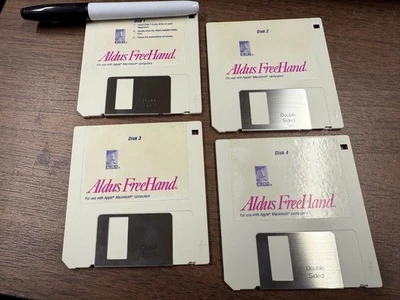 Disk 1
Aldus FreeHand.
For use with Apple® Macintosh® computers
Disk 2
Aldus FreeHand.
For use with Apple® Macintosh® computers
Double
Sided
Disk 3
Aldus FreeHand.
For use with Apple® Macintosh® computers
Disk 4
Aldus FreeHand.
For use with Apple® Macintosh® computers
Double
Sided